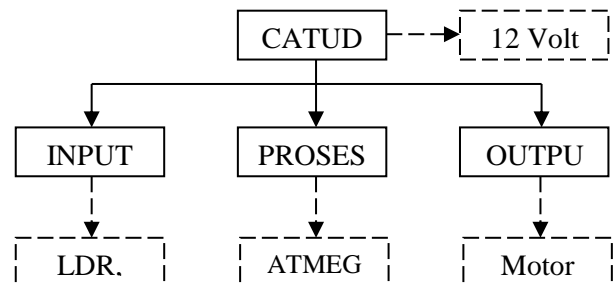 CATUD
12 Volt
INPUT
PROSES
OUTPU
LDR,
ATMEG
Motor